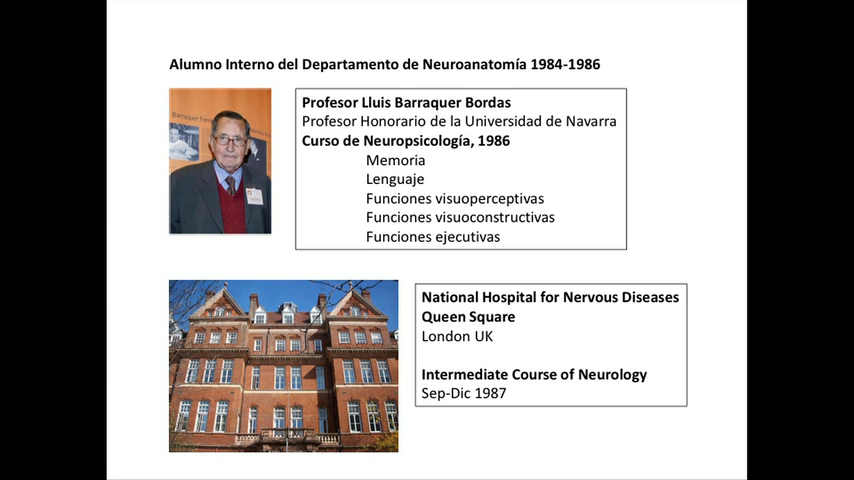 Alumno Interno del Departamento de Neuroanatomía 1984-1986
Profesor Lluis Barraquer Bordas
Profesor Honorario de la Universidad de Navarra
Curso de Neuropsicología, 1986
Memoria
Lenguaje
Funciones visuoperceptivas
Funciones visuoconstructivas
Funciones ejecutivas
National Hospital for Nervous Diseases
Queen Square
London UK
Intermediate Course of Neurology
Sep-Dic 1987